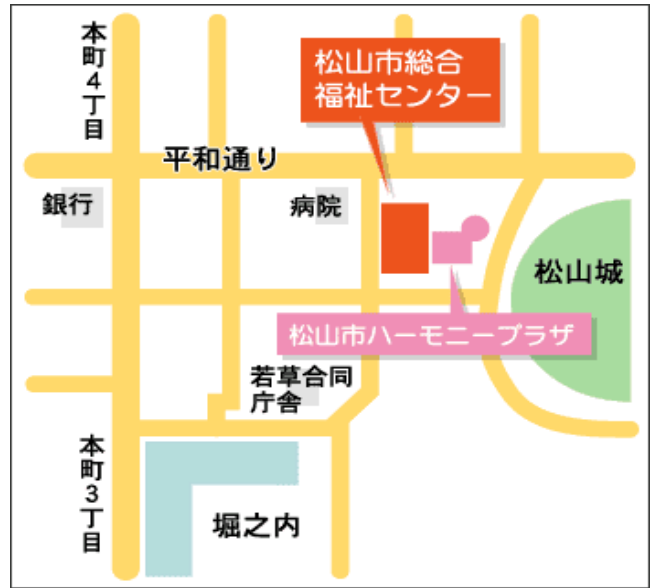 本町4丁目
松山市総合
福祉センター
平和通り
銀行
病院
松山城
松山市ハーモニープラザ
若草合同
庁舎
本町3丁目
堀之内